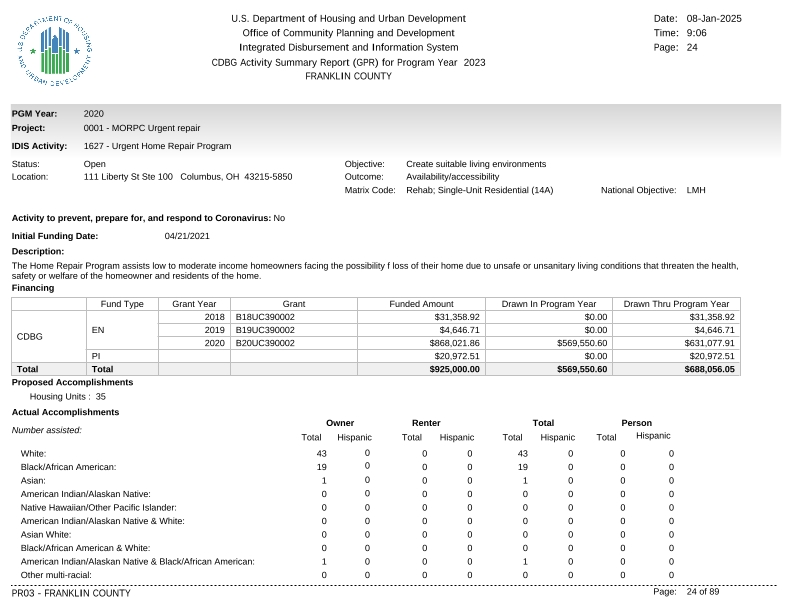 U.S. DEPARTMENT OF HOUSING AND URBAN DEVELOPMENT
U.S. Department of Housing and Urban Development
Office of Community Planning and Development
Integrated Disbursement and Information System
CDBG Activity Summary Report (GPR) for Program Year 2023
FRANKLIN COUNTY
Date: 08-Jan-2025
Time: 9:06
Page: 24
PGM Year: 2020
Project: 0001 - MORPC Urgent repair
IDIS Activity: 1627 - Urgent Home Repair Program
Status: Open Objective: Create suitable living environments
Location: 111 Liberty St Ste 100 Columbus, OH 43215-5850 Outcome: Availability/accessibility
Matrix Code: Rehab; Single-Unit Residential (14A) National Objective: LMH
Activity to prevent, prepare for, and respond to Coronavirus: No
Initial Funding Date: 04/21/2021
Description:
The Home Repair Program assists low to moderate income homeowners facing the possibility f loss of their home due to unsafe or unsanitary living conditions that threaten the health,
safety or welfare of the homeowner and residents of the home.
Financing
Fund Type Grant Year Grant Funded Amount Drawn In Program Year Drawn Thru Program Year
CDBG EN 2018 B18UC390002 $31,358.92 $0.00 $31,358.92
2019 B19UC390002 $4,646.71 $0.00 $4,646.71
2020 B20UC390002 $868,021.86 $569,550.60 $631,077.91
PI $20,972.51 $0.00 $20,972.51
Total Total $925,000.00 $569,550.60 $688,056.05
Proposed Accomplishments
Housing Units : 35
Actual Accomplishments
Number assisted:
Owner Renter Total Person
Total Hispanic Total Hispanic Total Hispanic Total Hispanic
White: 43 0 0 0 43 0 0 0
Black/African American: 19 0 0 0 19 0 0 0
Asian: 1 0 0 0 1 0 0 0
American Indian/Alaskan Native: 0 0 0 0 0 0 0 0
Native Hawaiian/Other Pacific Islander: 0 0 0 0 0 0 0 0
American Indian/Alaskan Native & White: 0 0 0 0 0 0 0 0
Asian White: 0 0 0 0 0 0 0 0
Black/African American & White: 0 0 0 0 0 0 0 0
American Indian/Alaskan Native & Black/African American: 1 0 0 0 1 0 0 0
Other multi-racial: 0 0 0 0 0 0 0 0
PR03 - FRANKLIN COUNTY Page: 24 of 89